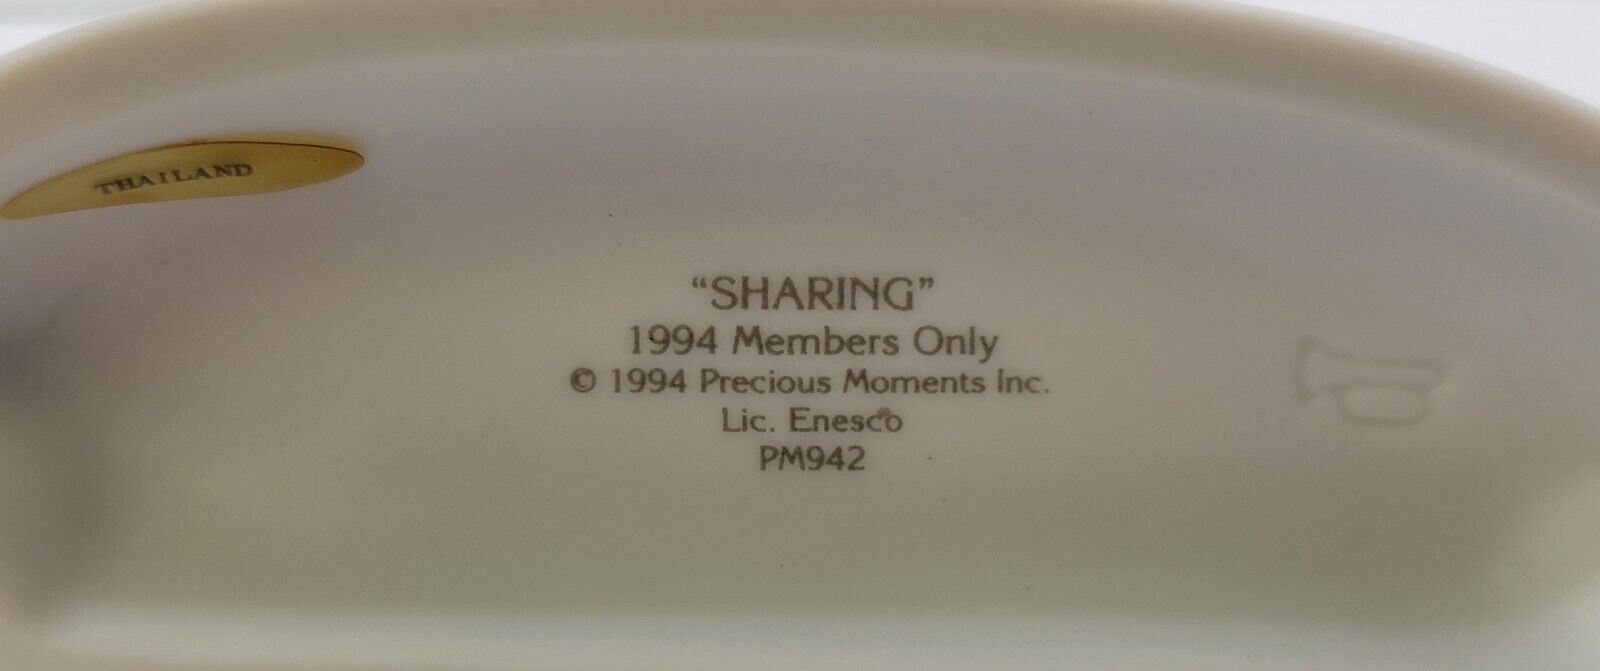 THAILAND
“SHARING”
1994 Members Only
© 1994 Precious Moments Inc.
Lic. Enesco
PM942